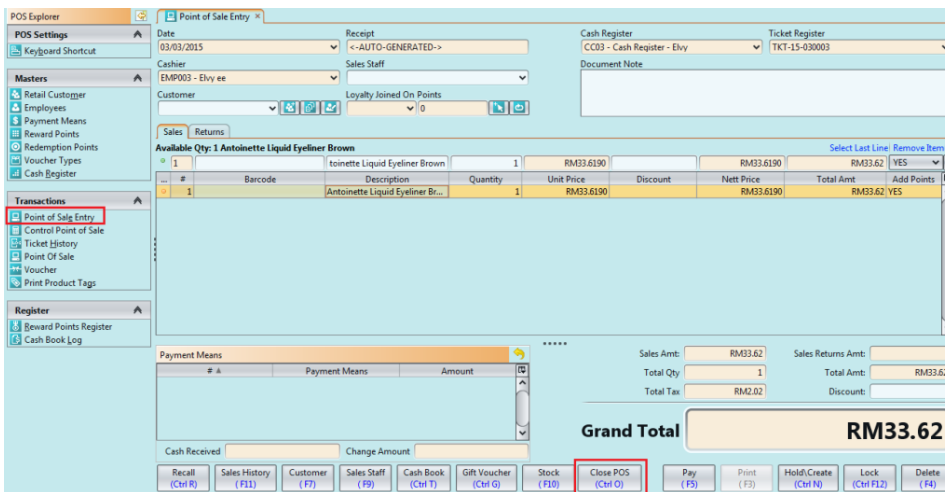 POS Explorer
POS Settings
Keyboard Shortcut
Masters
Retail Customer
Employees
Payment Means
Reward Points
Redemption Points
Voucher Types
Cash Register
Transactions
Point of Sale Entry
Control Point of Sale
Ticket History
Point Of Sale
Voucher
Print Product Tags
Register
Reward Points Register
Cash Book Log
Point of Sale Entry
Date Receipt Cash Register Ticket Register
03/03/2015 <-AUTO-GENERATED-> CC03 - Cash Register - Elvy TKT-15-030003
Cashier Sales Staff Document Note
EMP003 - Elvy ee
Customer Loyalty Joined On Points
0
Sales Returns
Available Qty: 1 Antoinette Liquid Eyeliner Brown Select Last Line Remove Item
1 toinette Liquid Eyeliner Brown 1 RM33.6190 RM33.6190 RM33.62 YES
... # Barcode Description Quantity Unit Price Discount Nett Price Total Amt Add Points
1 Antoinette Liquid Eyeliner Br... 1 RM33.6190 RM33.6190 RM33.62 YES
Payment Means
# Payment Means Amount
Cash Received Change Amount
Sales Amt: RM33.62 Sales Returns Amt:
Total Qty 1 Total Amt: RM33.62
Total Tax RM2.02 Discount:
Grand Total RM33.62
Recall Sales History Customer Sales Staff Cash Book Gift Voucher Stock Close POS Pay Print Hold\Create Lock Delete
(Ctrl R) ( F11) ( F7) ( F9) (Ctrl T) (Ctrl G) ( F10) (Ctrl O) ( F5) ( F3) (Ctrl N) (Ctrl F12) ( F4)